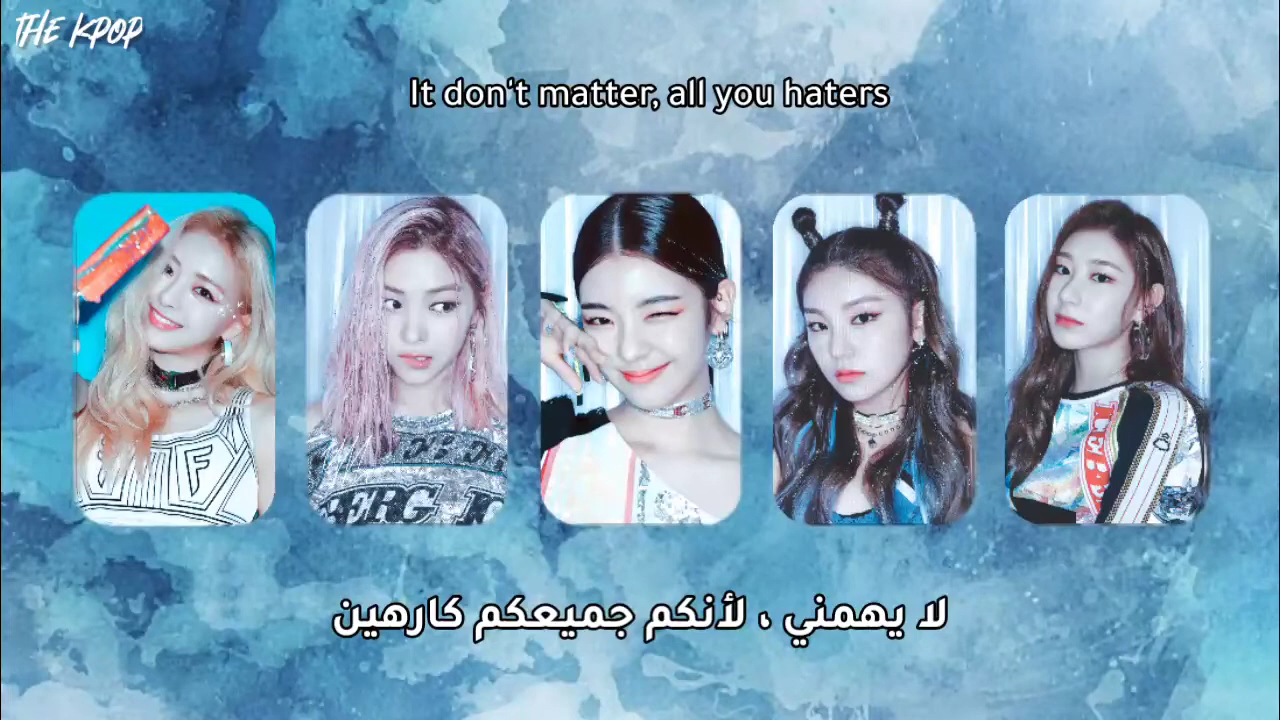 THE KPOP
It don't matter, all you haters
لا يهمني ، لأنكم جميعكم كارهين